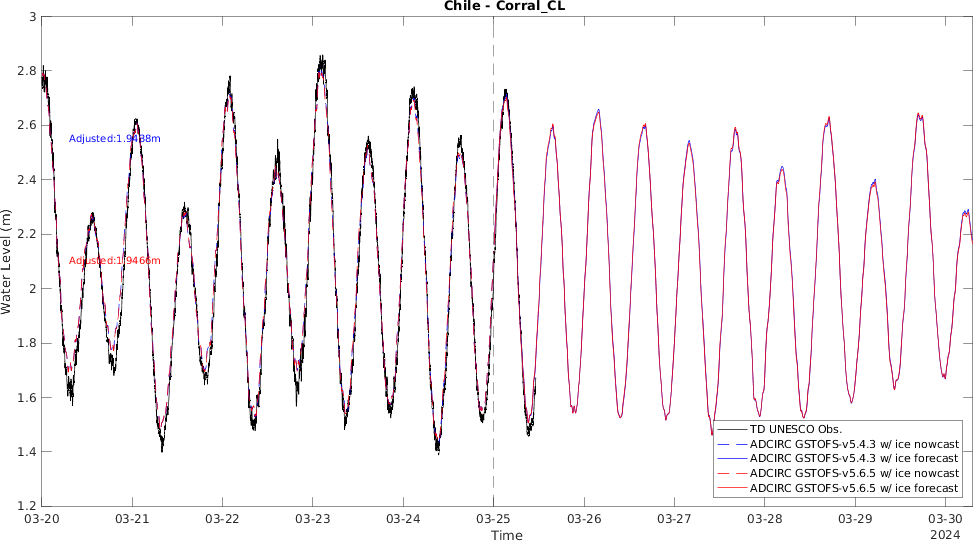 Chile - Corral_CL
Water Level (m)
3
2.8
2.6
2.4
2.2
2
1.8
1.6
1.4
1.2
Adjusted:1.9488m
Adjusted:1.9466m
TD UNESCO Obs.
ADCIRC GSTOFS-v5.4.3 w/ ice nowcast
ADCIRC GSTOFS-v5.4.3 w/ ice forecast
ADCIRC GSTOFS-v5.6.5 w/ ice nowcast
ADCIRC GSTOFS-v5.6.5 w/ ice forecast
03-20 03-21 03-22 03-23 03-24 03-25 03-26 03-27 03-28 03-29 03-30
Time
2024